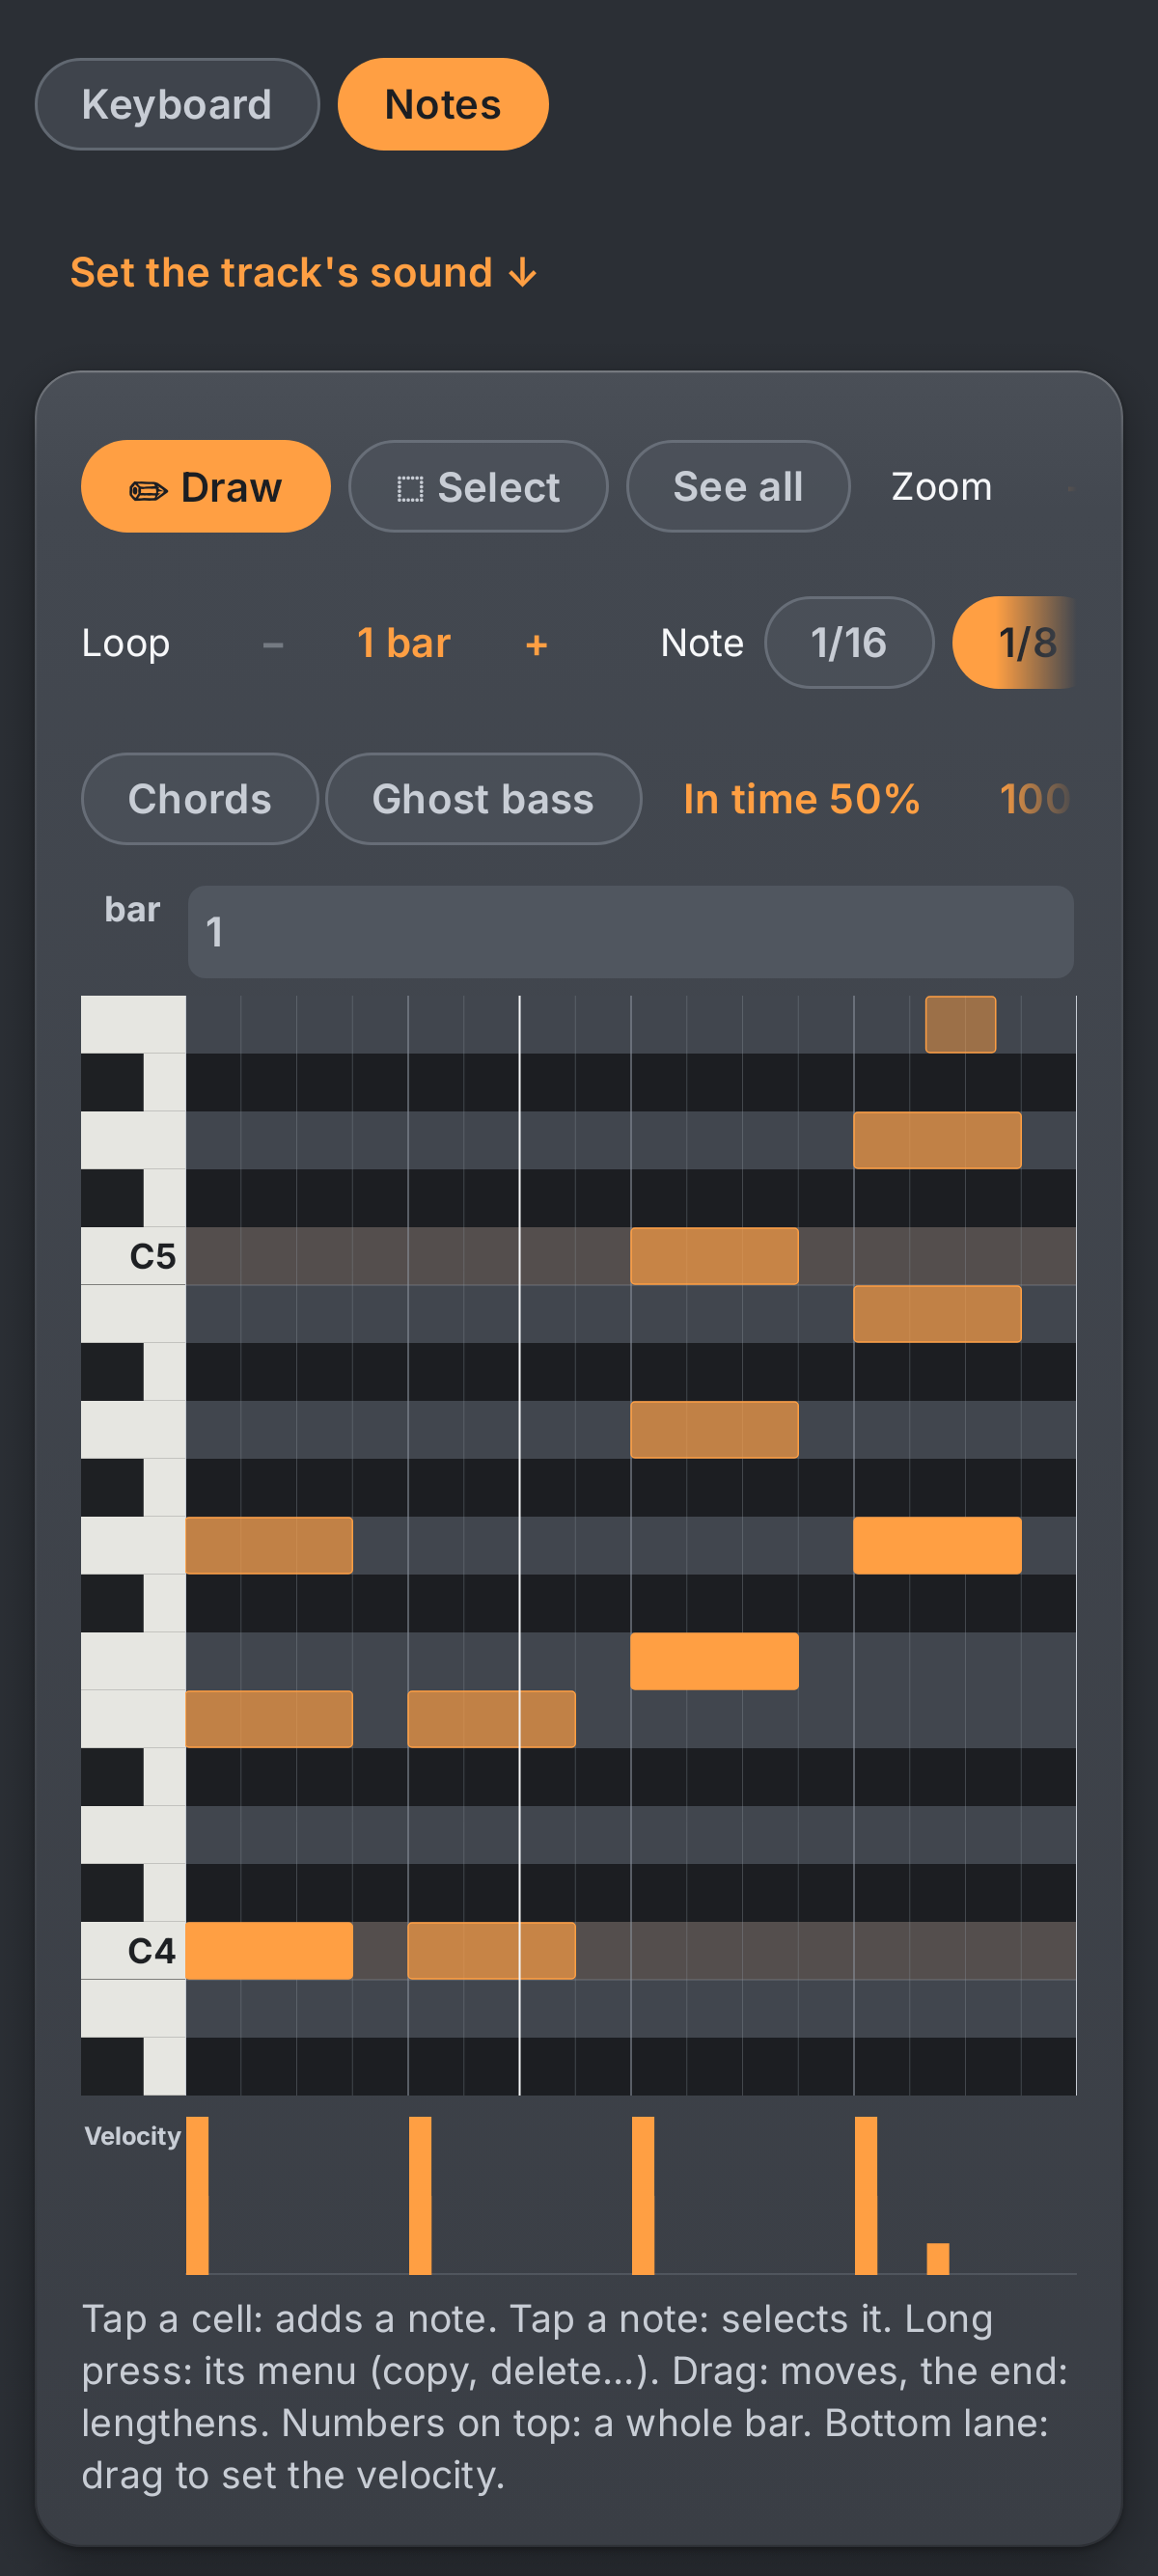 Keyboard Notes
Set the track's sound ↓
✏ Draw Select See all Zoom
Loop − 1 bar + Note 1/16 1/8
Chords Ghost bass In time 50% 100
bar 1
C5
C4
Velocity
Tap a cell: adds a note. Tap a note: selects it. Long
press: its menu (copy, delete...). Drag: moves, the end:
lengthens. Numbers on top: a whole bar. Bottom lane:
drag to set the velocity.